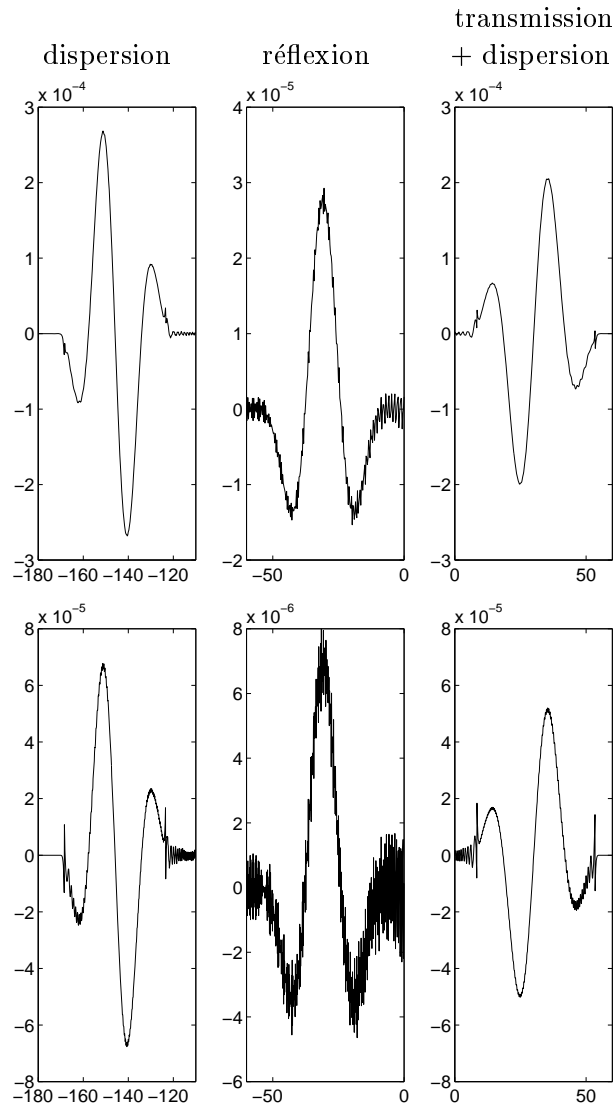 transmission
dispersion réflexion + dispersion
x 10⁻⁴ x 10⁻⁵ x 10⁻⁴
3 4 3
2 3 2
1 2 1
0 1 0
−1 0 −1
−2 −1 −2
−3 −2 −3
−180 −160 −140 −120 −50 0 0 50
x 10⁻⁵ x 10⁻⁶ x 10⁻⁵
8 8 8
6 6 6
4 4 4
2 2 2
0 0 0
−2 −2 −2
−4 −4 −4
−6 −6
−8 −6 −8
−180 −160 −140 −120 −50 0 0 50